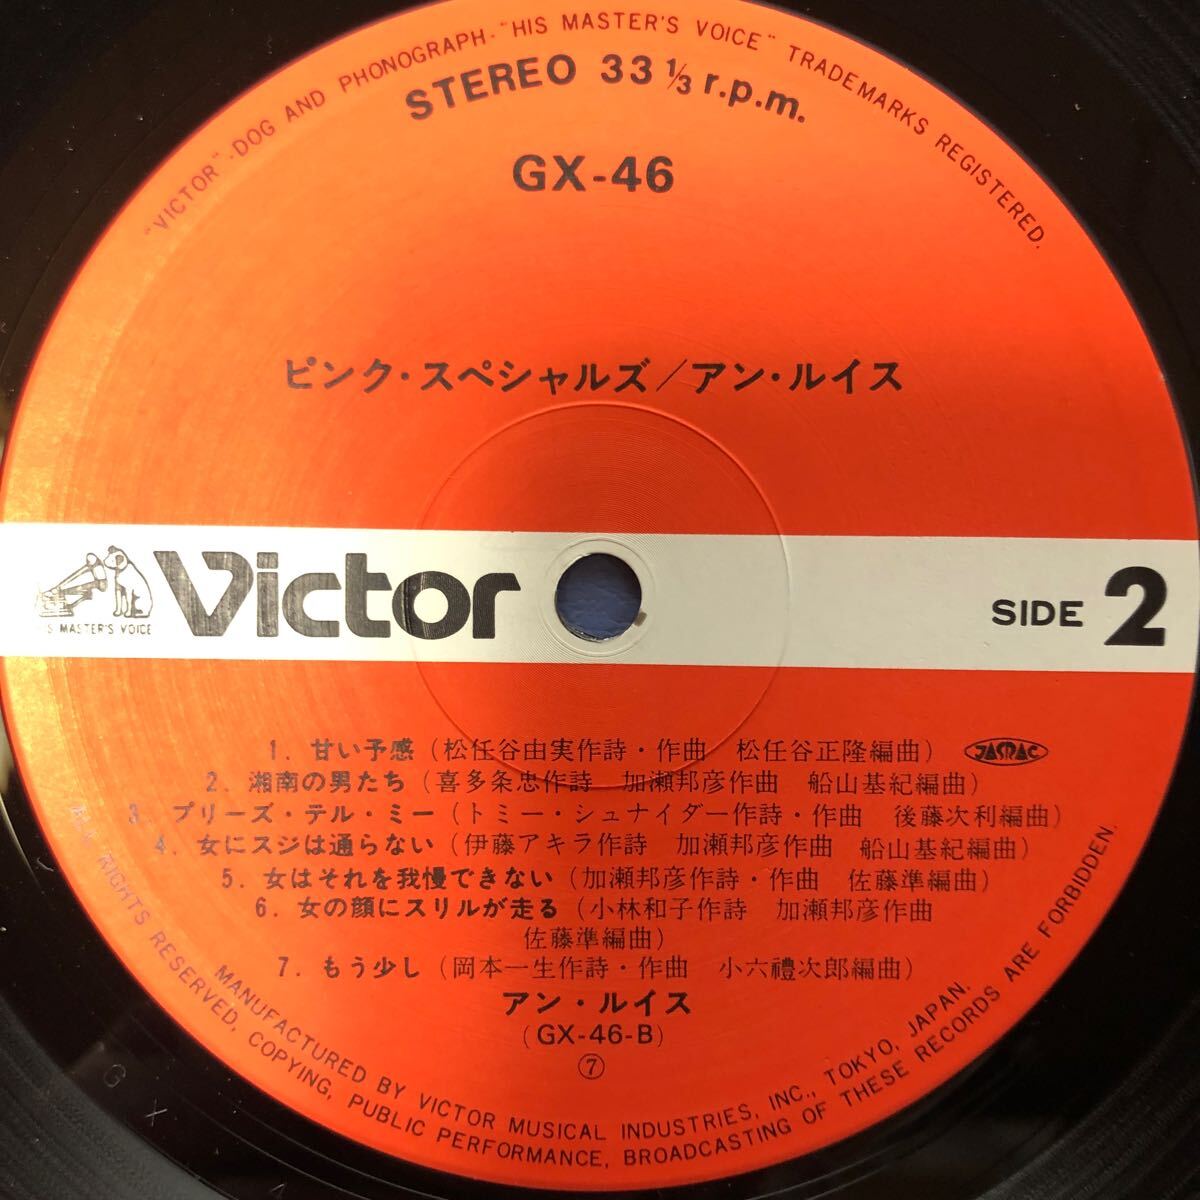 "VICTOR"-DOG AND PHONOGRAPH-"HIS MASTER'S VOICE" TRADEMARKS REGISTERED.
STEREO 33 1/3 r.p.m.
GX-46
ピンク・スペシャルズ／アン・ルイス
Victor
HIS MASTER'S VOICE
SIDE 2
1. 甘い予感（松任谷由実作詩・作曲 松任谷正隆編曲） JASRAC
2. 湘南の男たち（喜多条忠作詩 加瀬邦彦作曲 船山基紀編曲）
3. プリーズ・テル・ミー（トミー・シュナイダー作詩・作曲 後藤次利編曲）
4. 女にスジは通らない（伊藤アキラ作詩 加瀬邦彦作曲 船山基紀編曲）
5. 女はそれを我慢できない（加瀬邦彦作詩・作曲 佐藤準編曲）
6. 女の顔にスリルが走る（小林和子作詩 加瀬邦彦作曲
佐藤準編曲）
7. もう少し（岡本一生作詩・作曲 小六禮次郎編曲）
アン・ルイス
(GX-46-B)
⑦
MANUFACTURED BY VICTOR MUSICAL INDUSTRIES, INC., TOKYO, JAPAN.
ALL RIGHTS RESERVED, COPYING, PUBLIC PERFORMANCE, BROADCASTING OF THESE RECORDS ARE FORBIDDEN.
G
X